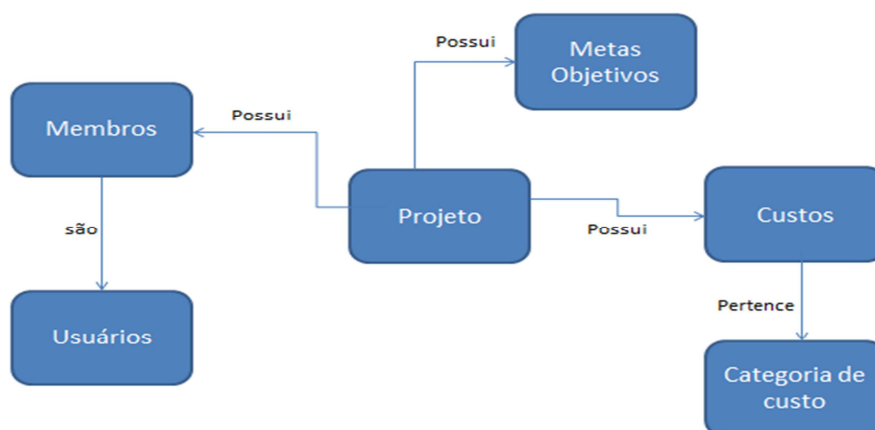 Possui
Metas
Objetivos
Membros
Possui
Projeto
Custos
Possui
são
Pertence
Usuários
Categoria de
custo